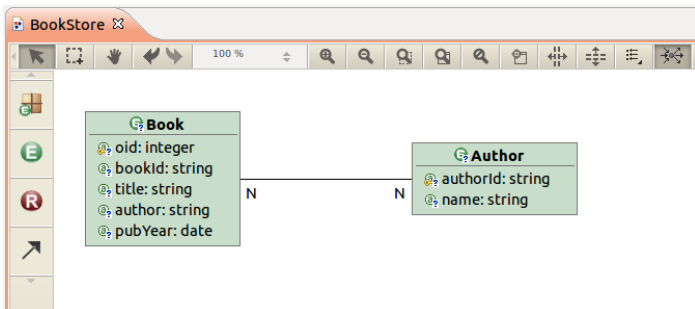 BookStore
100 %
E
E
R
Book
oid: integer
bookId: string
title: string
author: string
pubYear: date
N
N
Author
authorId: string
name: string